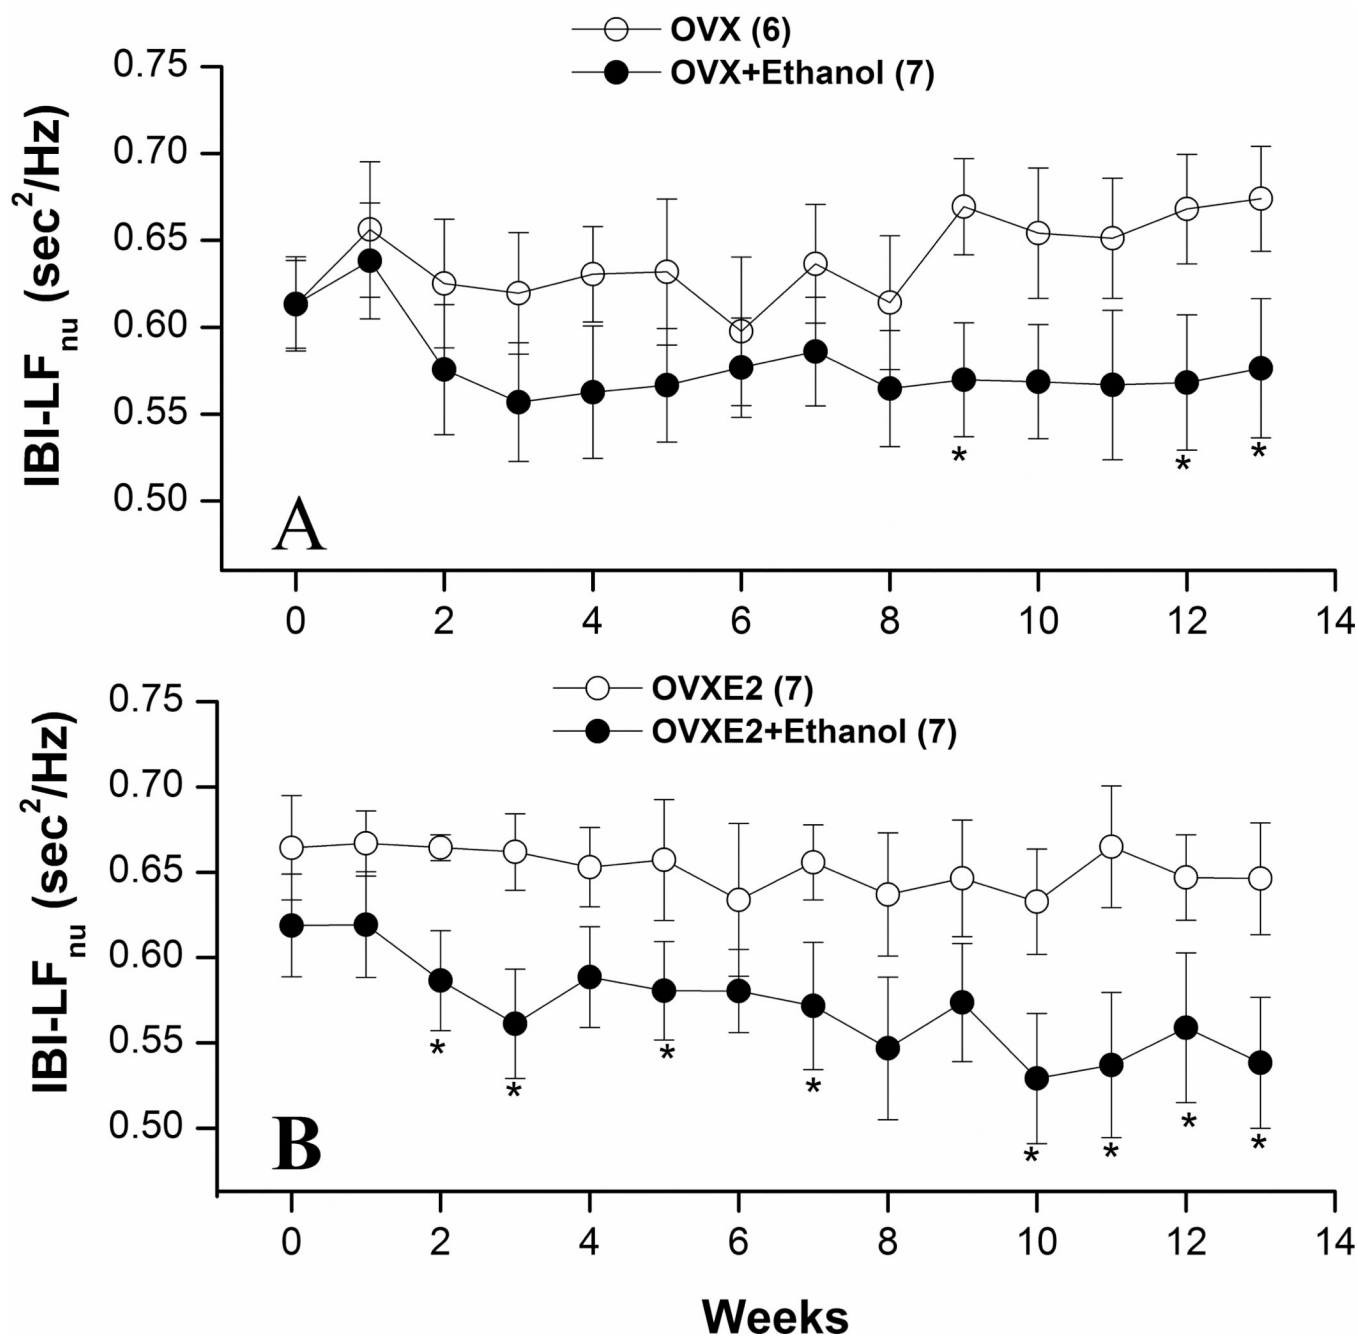 OVX (6)
OVX+Ethanol (7)
IBI-LFnu (sec²/Hz)
0.75
0.70
0.65
0.60
0.55
0.50
*
*
*
A
0 2 4 6 8 10 12 14
OVXE2 (7)
OVXE2+Ethanol (7)
IBI-LFnu (sec²/Hz)
0.75
0.70
0.65
0.60
0.55
0.50
*
*
*
*
*
*
*
*
B
0 2 4 6 8 10 12 14
Weeks